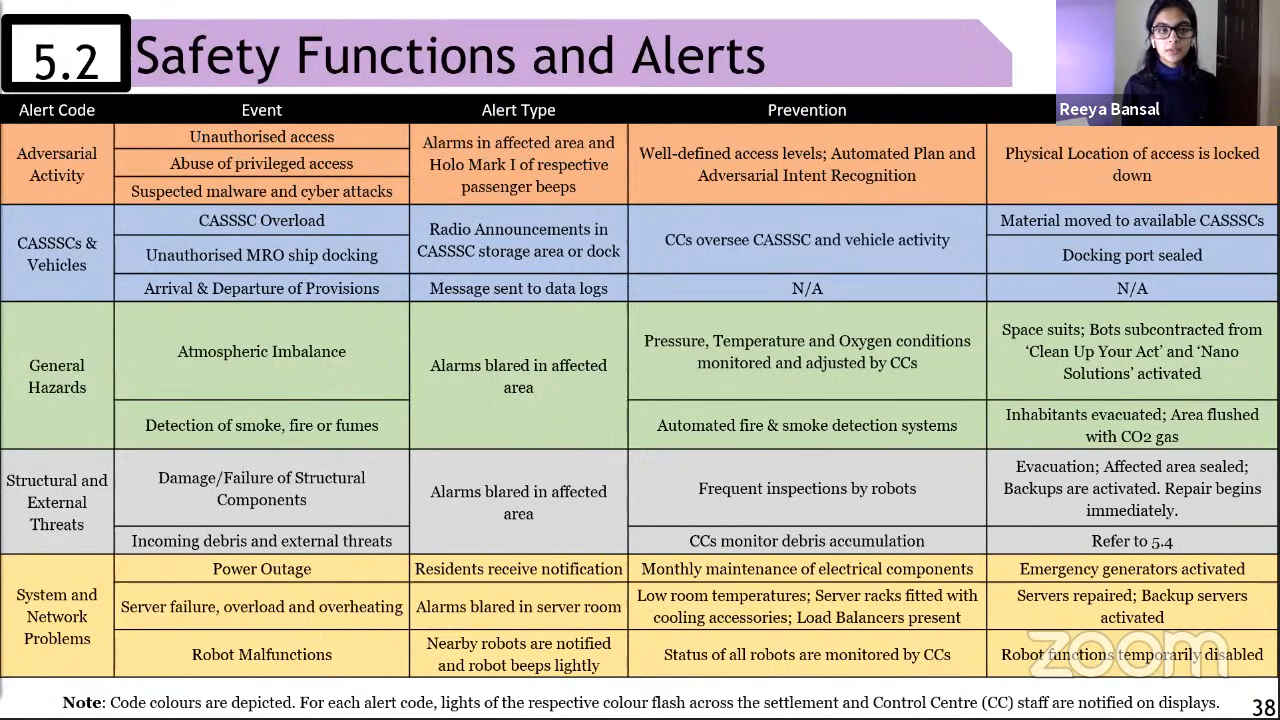 5.2
Safety Functions and Alerts
Reeya Bansal
Alert Code
Event
Alert Type
Prevention
Adversarial
Activity
Unauthorised access
Abuse of privileged access
Suspected malware and cyber attacks
Alarms in affected area and
Holo Mark I of respective
passenger beeps
Well-defined access levels; Automated Plan and
Adversarial Intent Recognition
Physical Location of access is locked
down
CASSSCs &
Vehicles
CASSSC Overload
Unauthorised MRO ship docking
Radio Announcements in
CASSSC storage area or dock
CCs oversee CASSSC and vehicle activity
Material moved to available CASSSCs
Docking port sealed
Arrival & Departure of Provisions
Message sent to data logs
N/A
N/A
General
Hazards
Atmospheric Imbalance
Alarms blared in affected
area
Pressure, Temperature and Oxygen conditions
monitored and adjusted by CCs
Space suits; Bots subcontracted from
‘Clean Up Your Act’ and ‘Nano
Solutions’ activated
Detection of smoke, fire or fumes
Automated fire & smoke detection systems
Inhabitants evacuated; Area flushed
with CO2 gas
Structural and
External
Threats
Damage/Failure of Structural
Components
Alarms blared in affected
area
Frequent inspections by robots
Evacuation; Affected area sealed;
Backups are activated. Repair begins
immediately.
Incoming debris and external threats
CCs monitor debris accumulation
Refer to 5.4
System and
Network
Problems
Power Outage
Residents receive notification
Monthly maintenance of electrical components
Emergency generators activated
Server failure, overload and overheating
Alarms blared in server room
Low room temperatures; Server racks fitted with
cooling accessories; Load Balancers present
Servers repaired; Backup servers
activated
Robot Malfunctions
Nearby robots are notified
and robot beeps lightly
Status of all robots are monitored by CCs
Robot functions temporarily disabled
zoom
Note: Code colours are depicted. For each alert code, lights of the respective colour flash across the settlement and Control Centre (CC) staff are notified on displays.
38